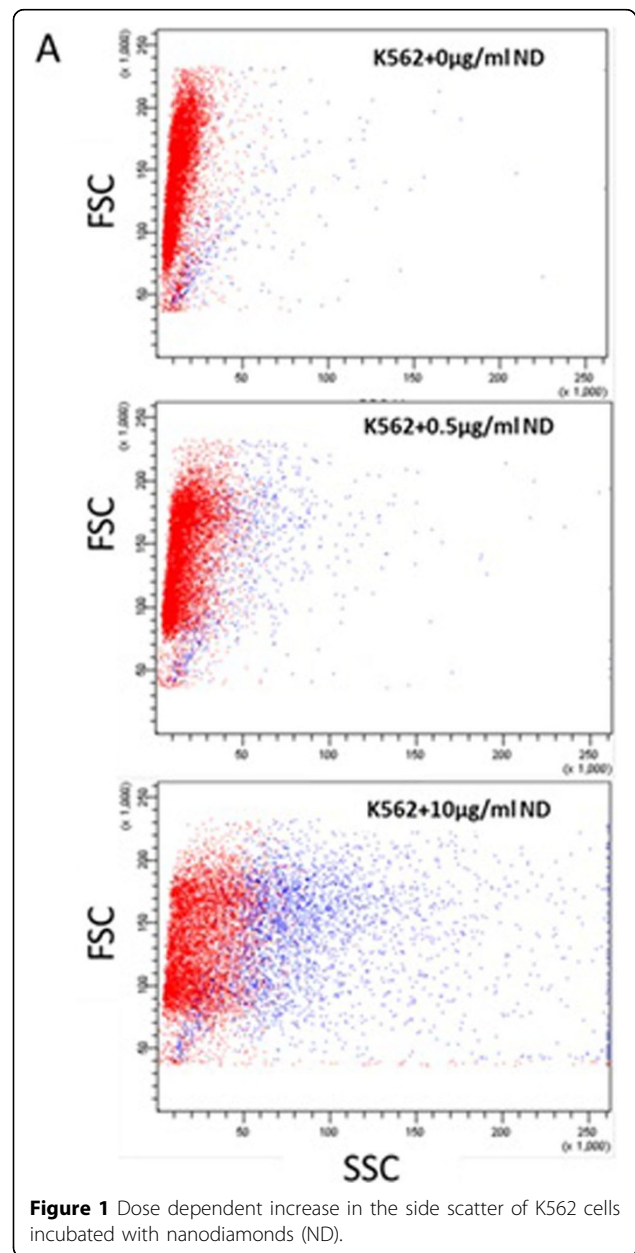 A
K562+0µg/ml ND
(x 1,000)
250
200
150
100
50
FSC
50
100
150
200
250
(x 1,000)
K562+0.5µg/ml ND
(x 1,000)
250
200
150
100
50
FSC
50
100
150
200
250
(x 1,000)
K562+10µg/ml ND
(x 1,000)
250
200
150
100
50
FSC
50
100
150
200
250
(x 1,000)
SSC
Figure 1 Dose dependent increase in the side scatter of K562 cells
incubated with nanodiamonds (ND).